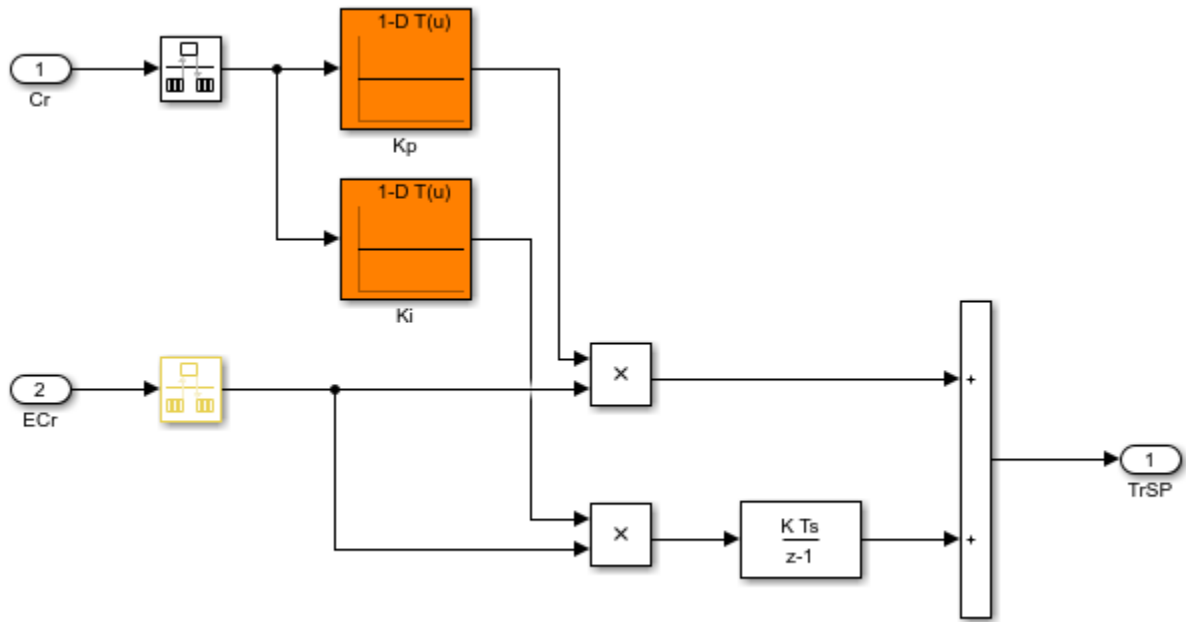 1
Cr
1-D T(u)
Kp
1-D T(u)
Ki
2
ECr
×
×
K Ts
z-1
+
+
1
TrSP